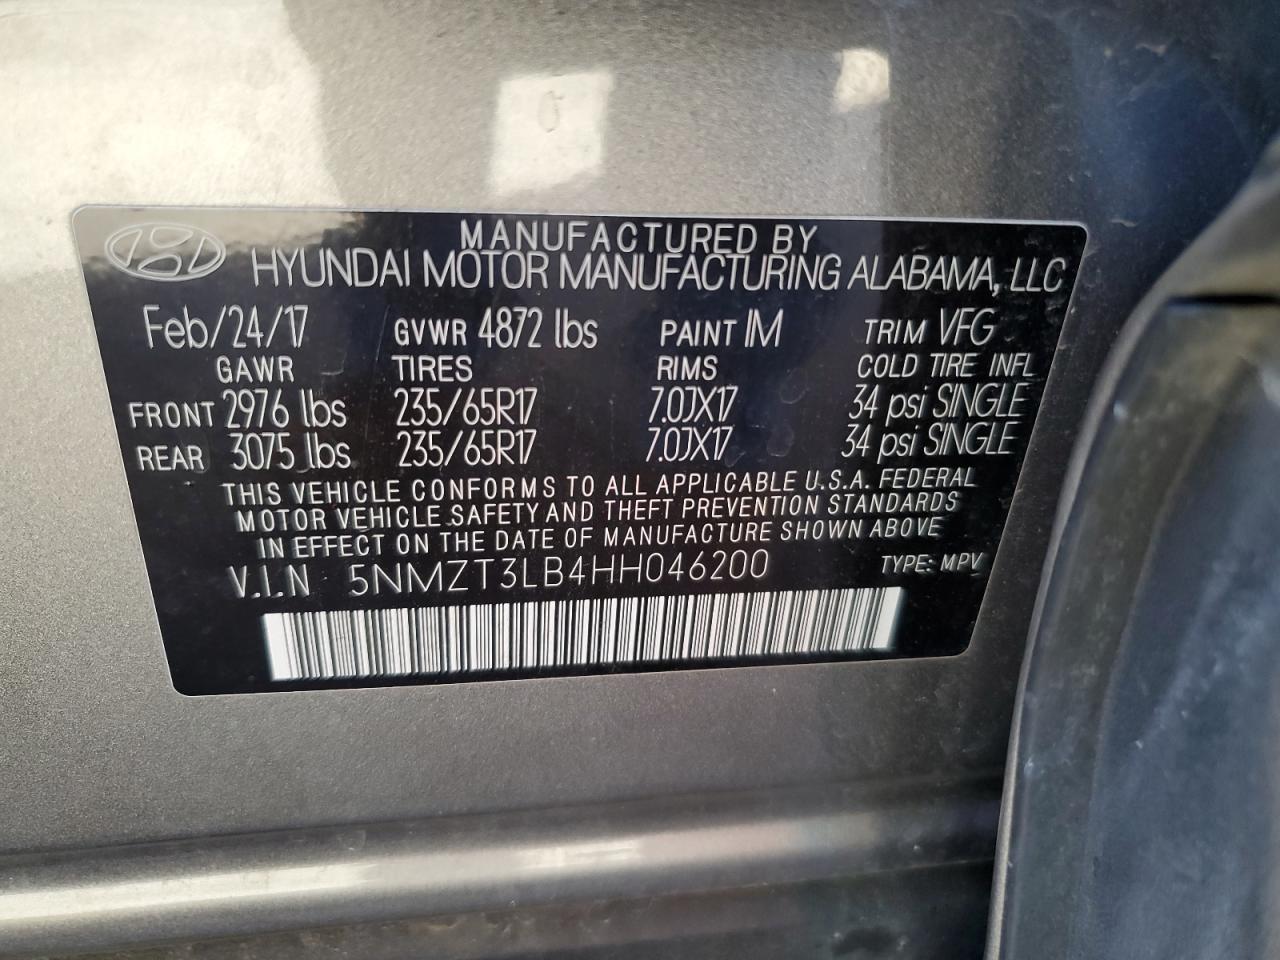 MANUFACTURED BY
HYUNDAI MOTOR MANUFACTURING ALABAMA, LLC
Feb/24/17 GVWR 4872 lbs PAINT IM TRIM VFG
GAWR TIRES RIMS COLD TIRE INFL
FRONT 2976 lbs 235/65R17 7.0JX17 34 psi SINGLE
REAR 3075 lbs 235/65R17 7.0JX17 34 psi SINGLE
THIS VEHICLE CONFORMS TO ALL APPLICABLE U.S.A. FEDERAL
MOTOR VEHICLE SAFETY AND THEFT PREVENTION STANDARDS
IN EFFECT ON THE DATE OF MANUFACTURE SHOWN ABOVE
V.I.N 5NMZT3LB4HH046200 TYPE: MPV